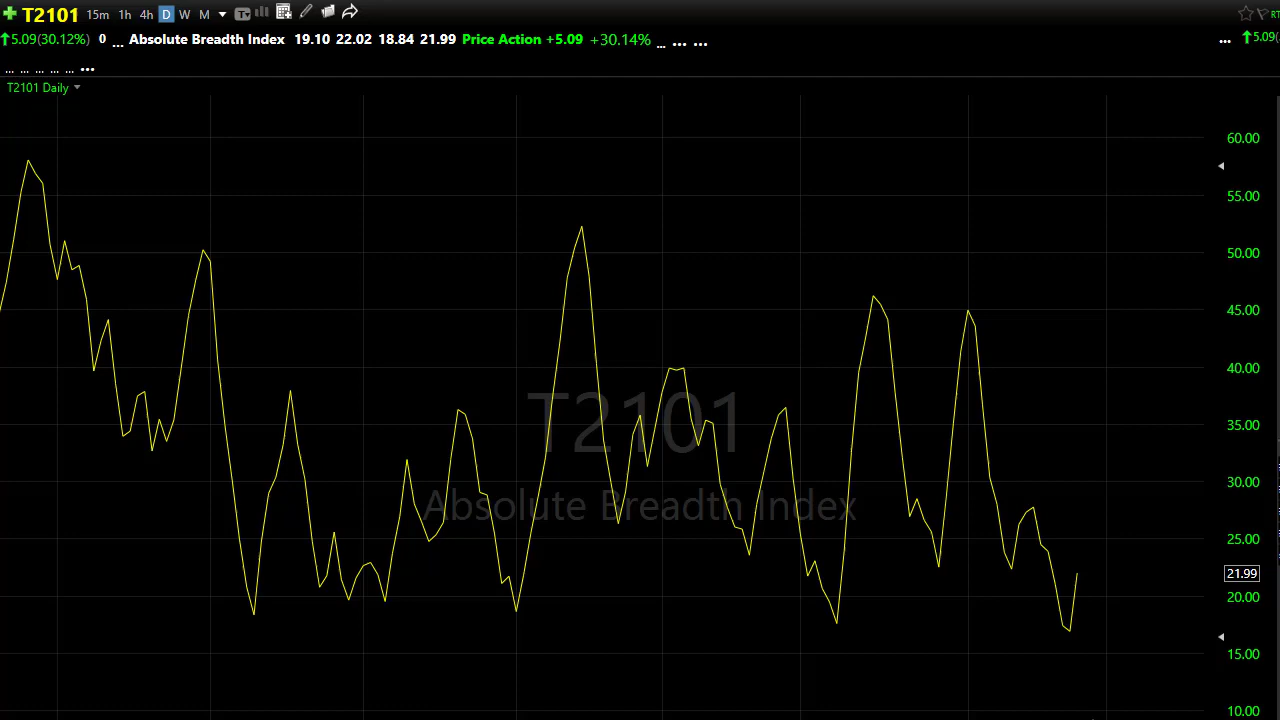 T2101 15m 1h 4h D W M T
5.09(30.12%) 0 ... Absolute Breadth Index 19.10 22.02 18.84 21.99 Price Action +5.09 +30.14% ... ... ... ... 5.09(
... ... ... ... ... ...
T2101 Daily
60.00
55.00
50.00
45.00
40.00
35.00
30.00
25.00
21.99
20.00
15.00
10.00
T2101
Absolute Breadth Index